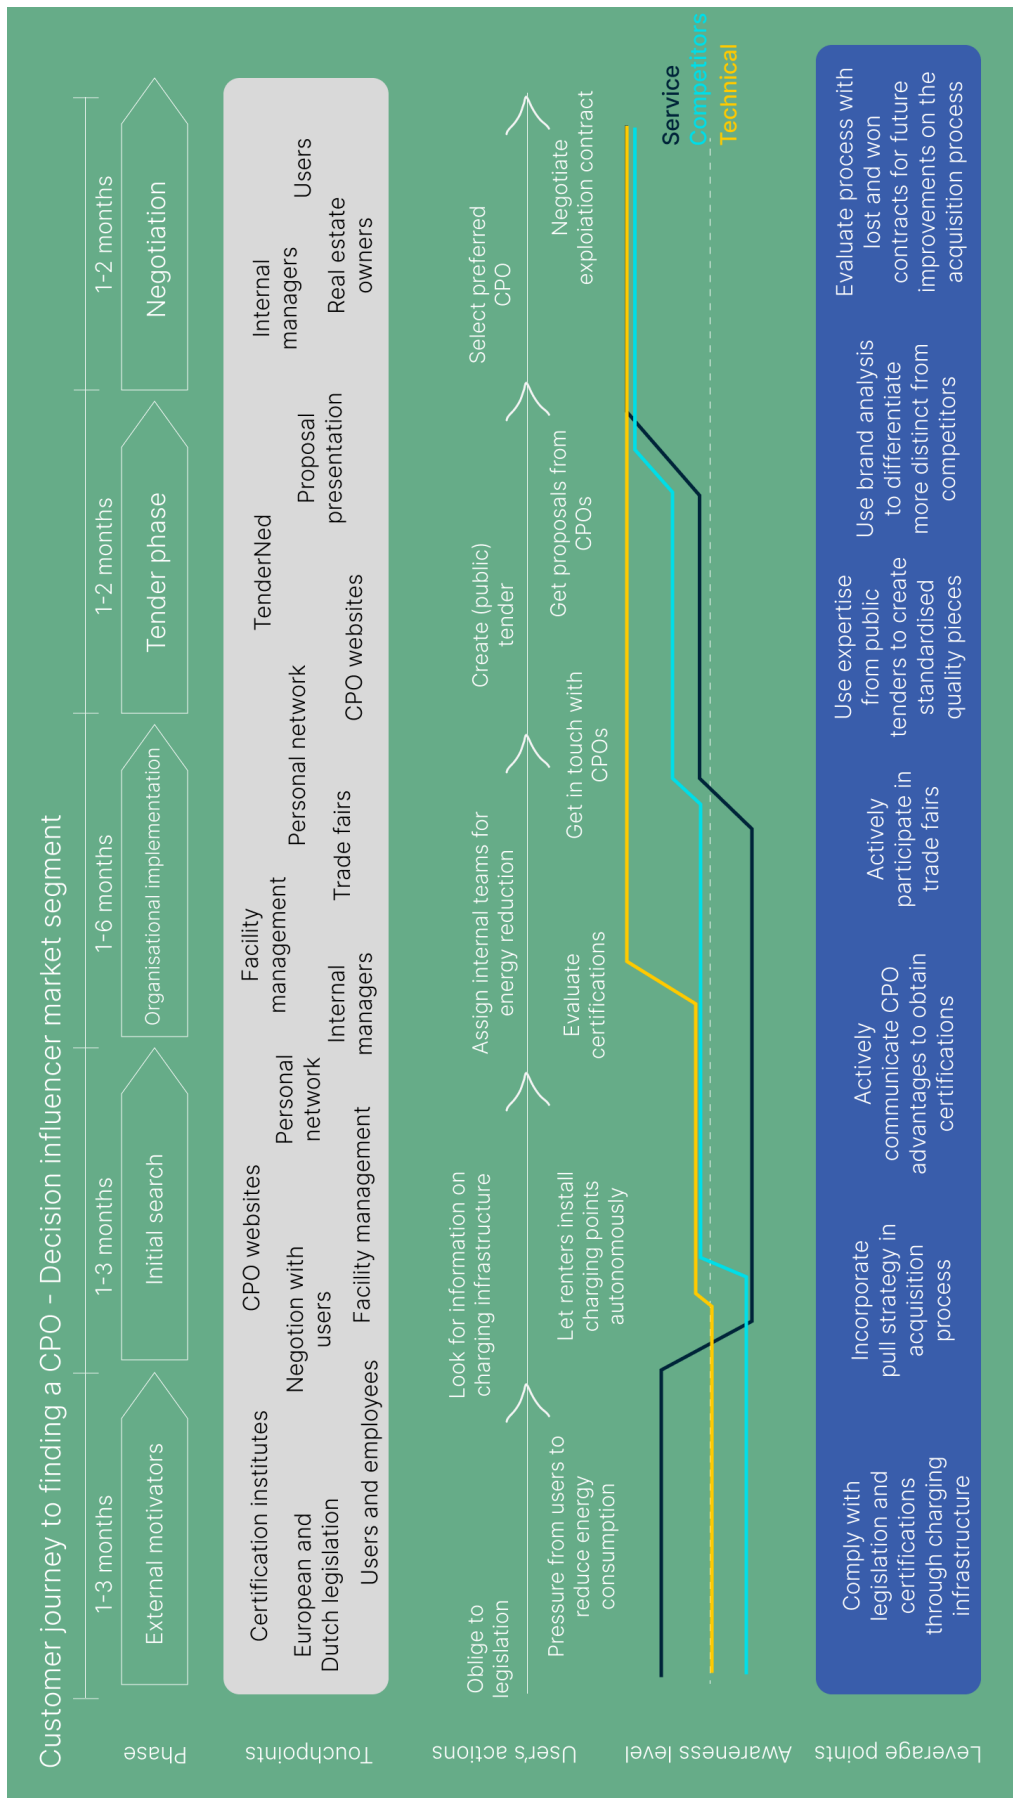 Customer journey to finding a CPO - Decision influencer market segment
1-3 months
1-3 months
1-6 months
1-2 months
1-2 months
Phase
External motivators
Initial search
Organisational implementation
Tender phase
Negotiation
Touchpoints
Certification institutes
European and
Dutch legislation
Users and employees
CPO websites
Negotion with
users
Facility management
Personal
network
Facility
management
Internal
managers
Trade fairs
Personal network
CPO websites
TenderNed
Proposal
presentation
Internal
managers
Real estate
owners
Users
User's actions
Oblige to
legislation
Pressure from users to
reduce energy
consumption
Look for information on
charging infrastructure
Let renters install
charging points
autonomously
Assign internal teams for
energy reduction
Evaluate
certifications
Get in touch with
CPOs
Create (public)
tender
Get proposals from
CPOs
Select preferred
CPO
Negotiate
exploiation contract
Awareness level
Service
Competitors
Technical
Leverage points
Comply with
legislation and
certifications
through charging
infrastructure
Incorporate
pull strategy in
acquisition
process
Actively
communicate CPO
advantages to obtain
certifications
Actively
participate in
trade fairs
Use expertise
from public
tenders to create
standardised
quality pieces
Use brand analysis
to differentiate
more distinct from
competitors
Evaluate process with
lost and won
contracts for future
improvements on the
acquisition process